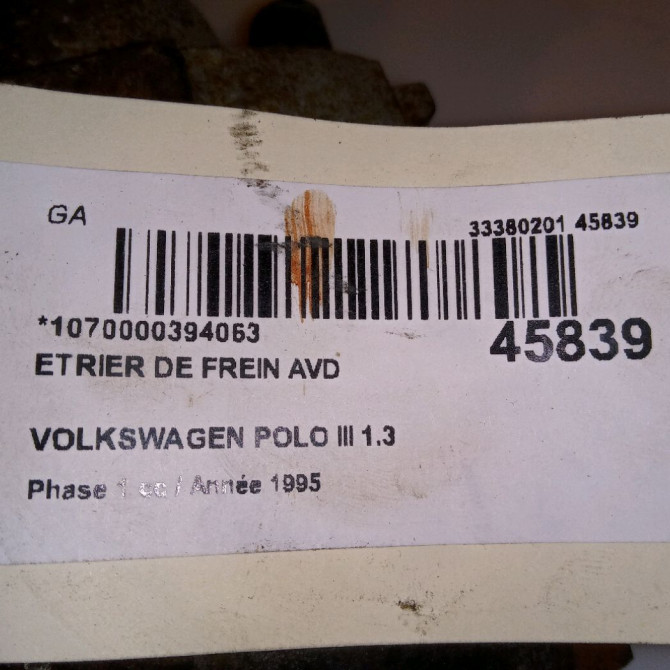 GA
33380201 45839
*1070000394063
45839
ETRIER DE FREIN AVD
VOLKSWAGEN POLO III 1.3
Phase 1 / Année 1995